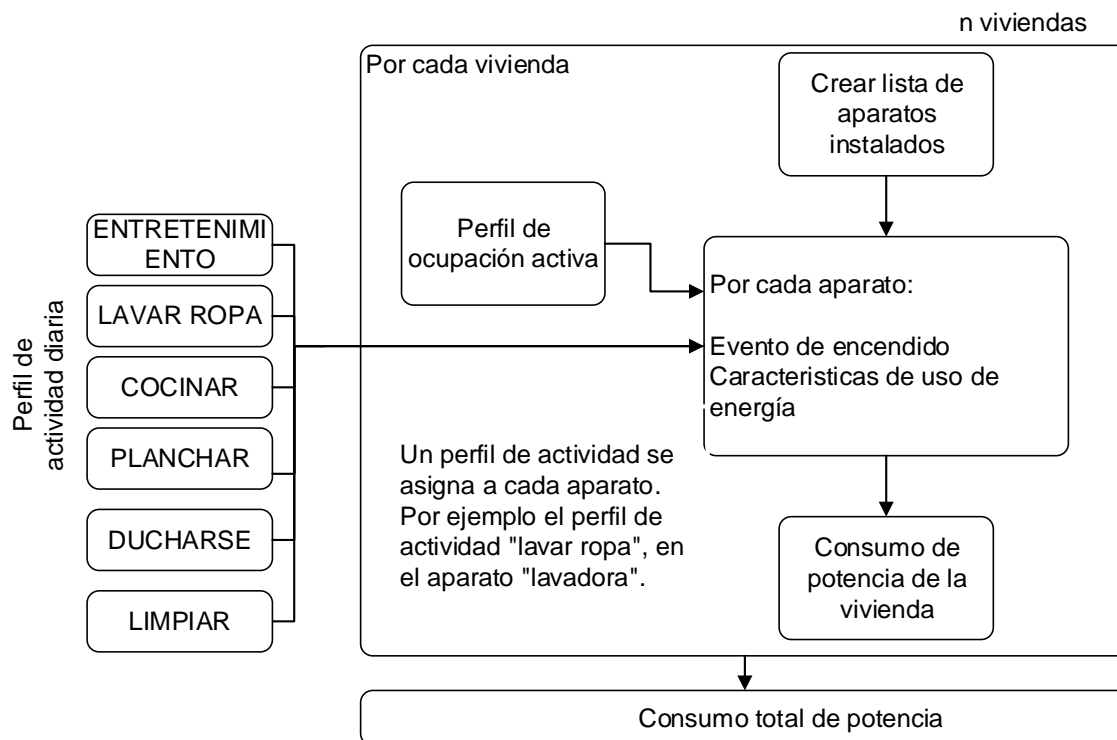 n viviendas
Por cada vivienda
Crear lista de
aparatos
instalados
Perfil de
ocupación activa
Por cada aparato:
Evento de encendido
Caracteristicas de uso de
energía
Perfil de
actividad diaria
ENTRETENIMI
ENTO
LAVAR ROPA
COCINAR
PLANCHAR
DUCHARSE
LIMPIAR
Un perfil de actividad se
asigna a cada aparato.
Por ejemplo el perfil de
actividad "lavar ropa", en
el aparato "lavadora".
Consumo de
potencia de la
vivienda
Consumo total de potencia